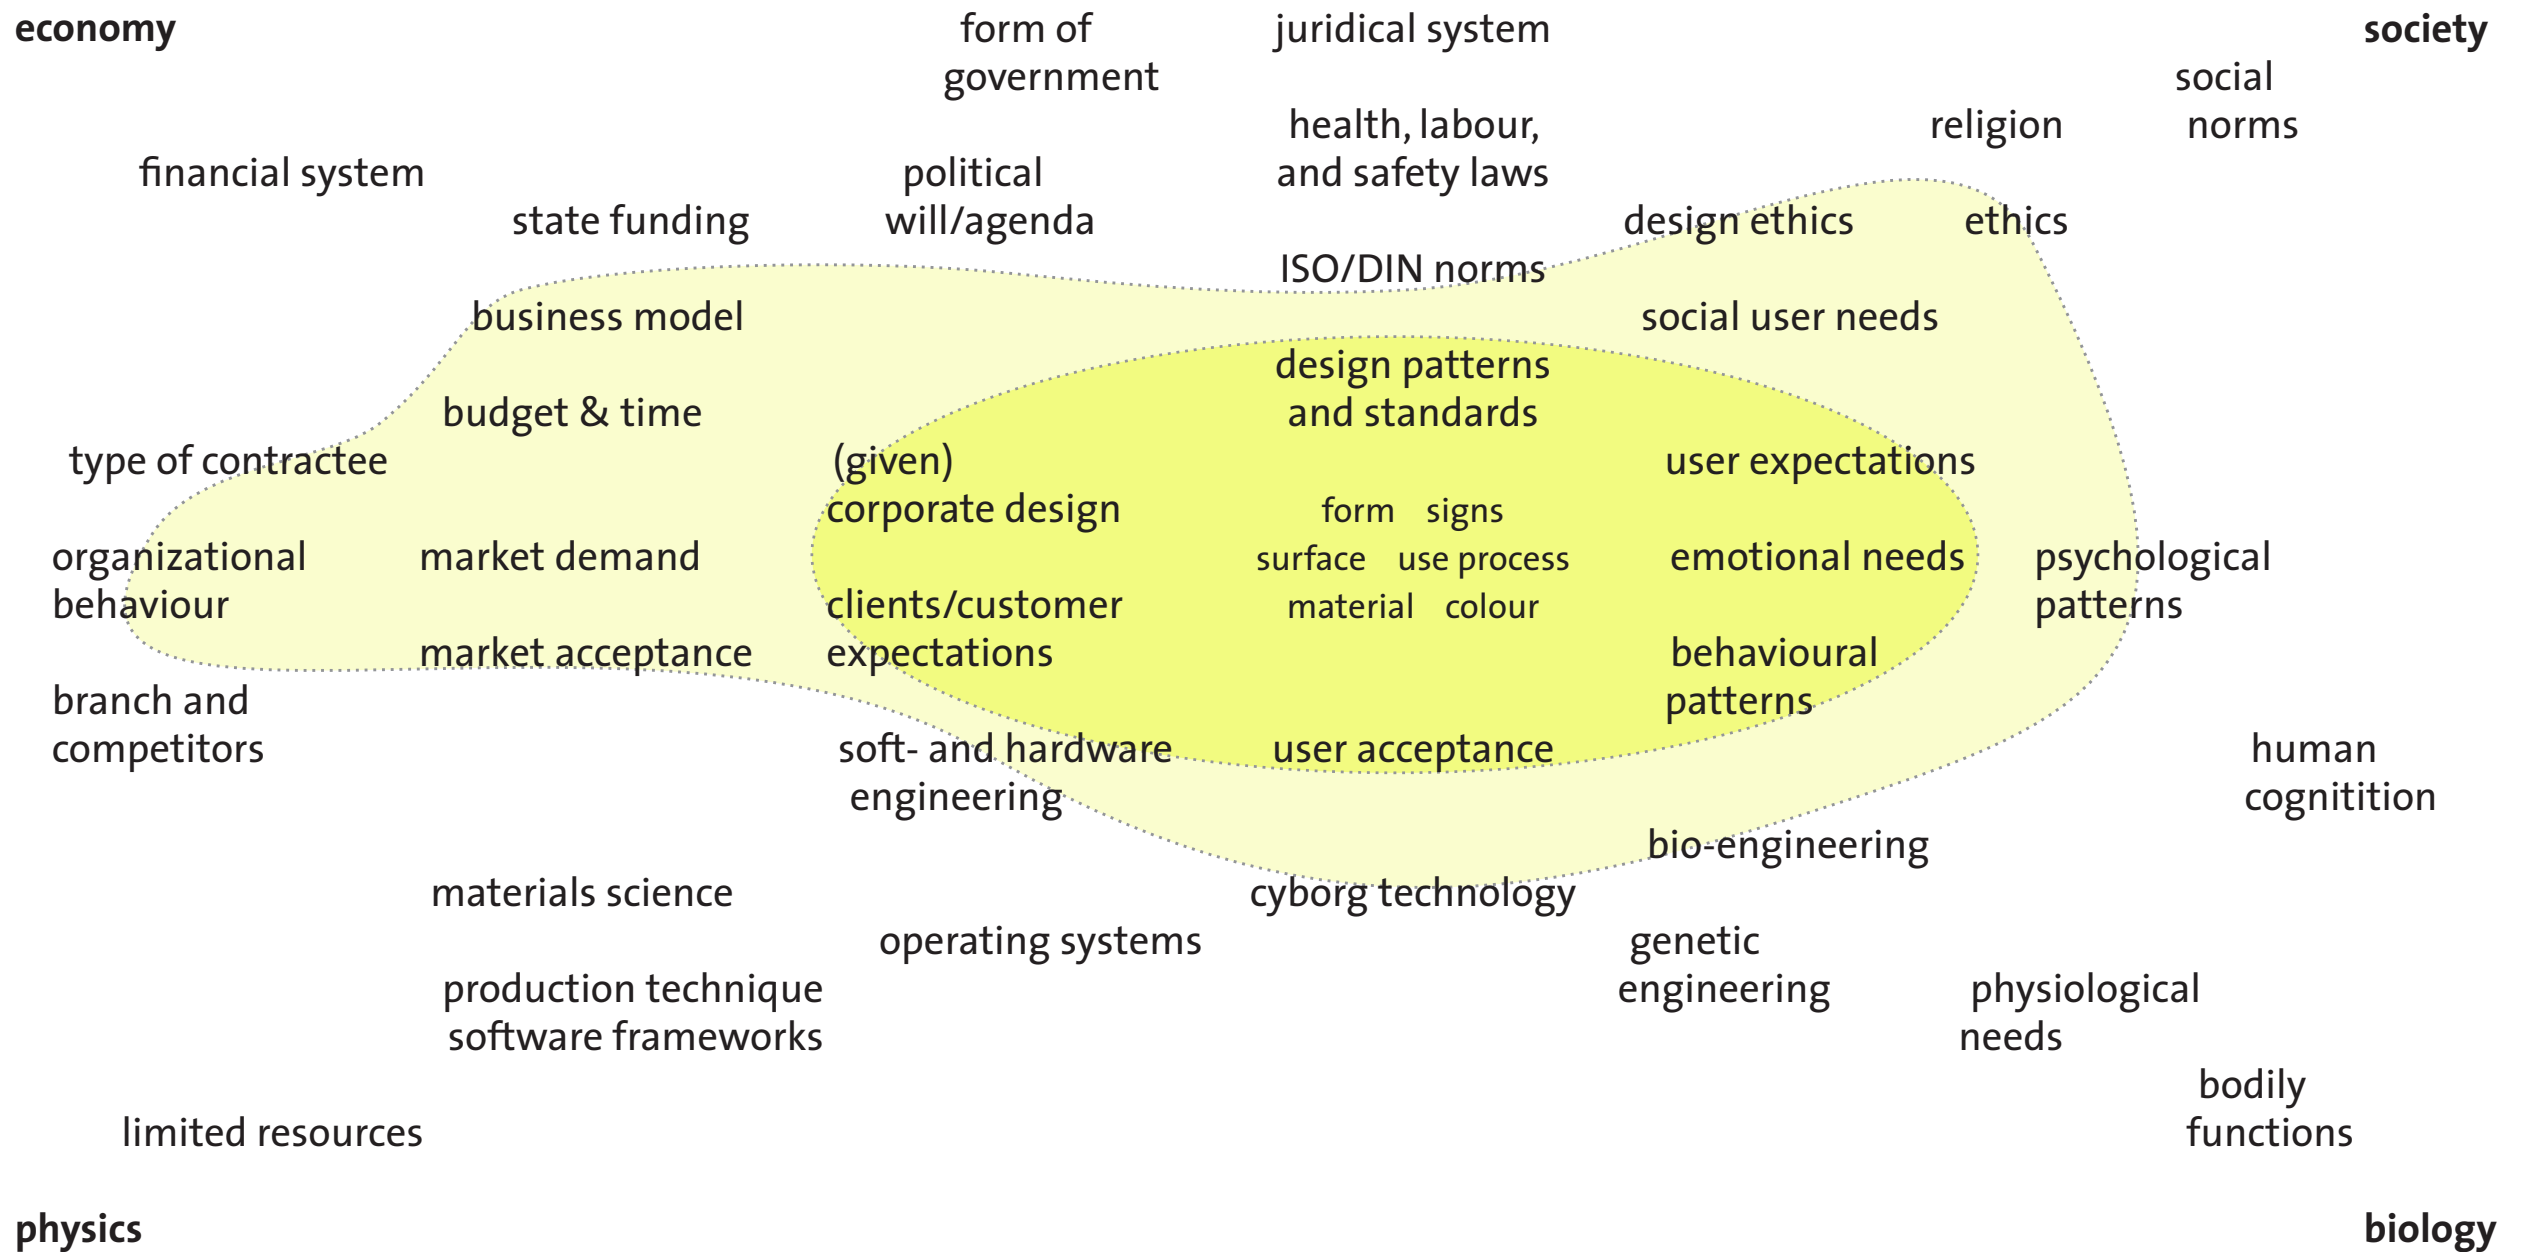 economy
form of
government
juridical system
society
social
norms
religion
health, labour,
and safety laws
financial system
state funding
political
will/agenda
design ethics
ethics
ISO/DIN norms
business model
social user needs
design patterns
and standards
budget & time
type of contractee
(given)
corporate design
user expectations
form signs
surface use process
material colour
organizational
behaviour
market demand
emotional needs
psychological
patterns
clients/customer
expectations
market acceptance
behavioural
patterns
branch and
competitors
soft- and hardware
engineering
user acceptance
human
cognitition
bio-engineering
materials science
cyborg technology
operating systems
genetic
engineering
production technique
software frameworks
physiological
needs
bodily
functions
limited resources
physics
biology